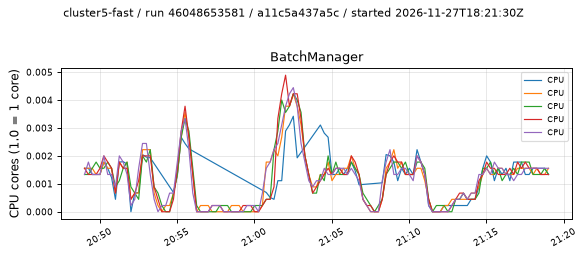 cluster5-fast / run 46048653581 / a11c5a437a5c / started 2026-11-27T18:21:30Z
BatchManager
CPU cores (1.0 = 1 core)
0.005
0.004
0.003
0.002
0.001
0.000
20:50
20:55
21:00
21:05
21:10
21:15
21:20
CPU
CPU
CPU
CPU
CPU